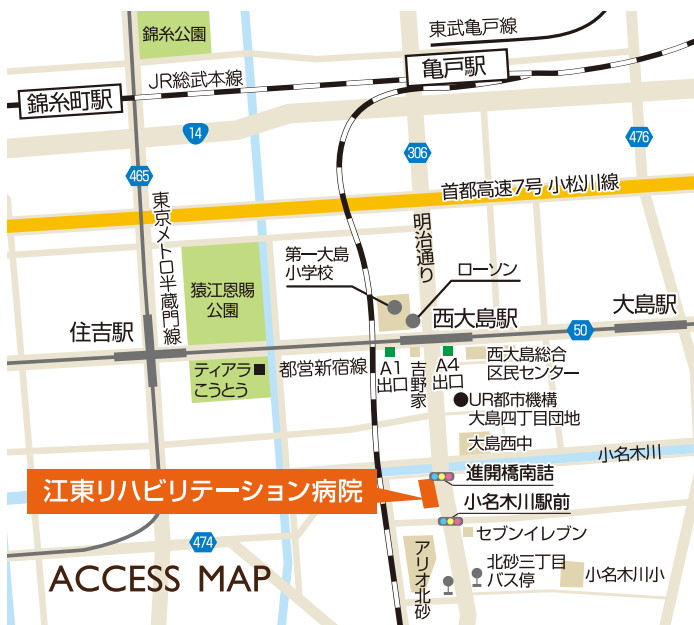 東武亀戸線
錦糸公園
亀戸駅
JR総武本線
錦糸町駅
14
306
476
465
首都高速7号 小松川線
東京メトロ半蔵門線
明治通り
第一大島
小学校
ローソン
猿江恩賜
公園
西大島駅
大島駅
50
住吉駅
ティアラ
こうとう
都営新宿線
A1
出口
吉野家
A4
出口
西大島総合
区民センター
UR都市機構
大島四丁目団地
大島西中
小名木川
進開橋南詰
江東リハビリテーション病院
小名木川駅前
セブンイレブン
474
アリオ北砂
北砂三丁目
バス停
小名木川小
ACCESS MAP